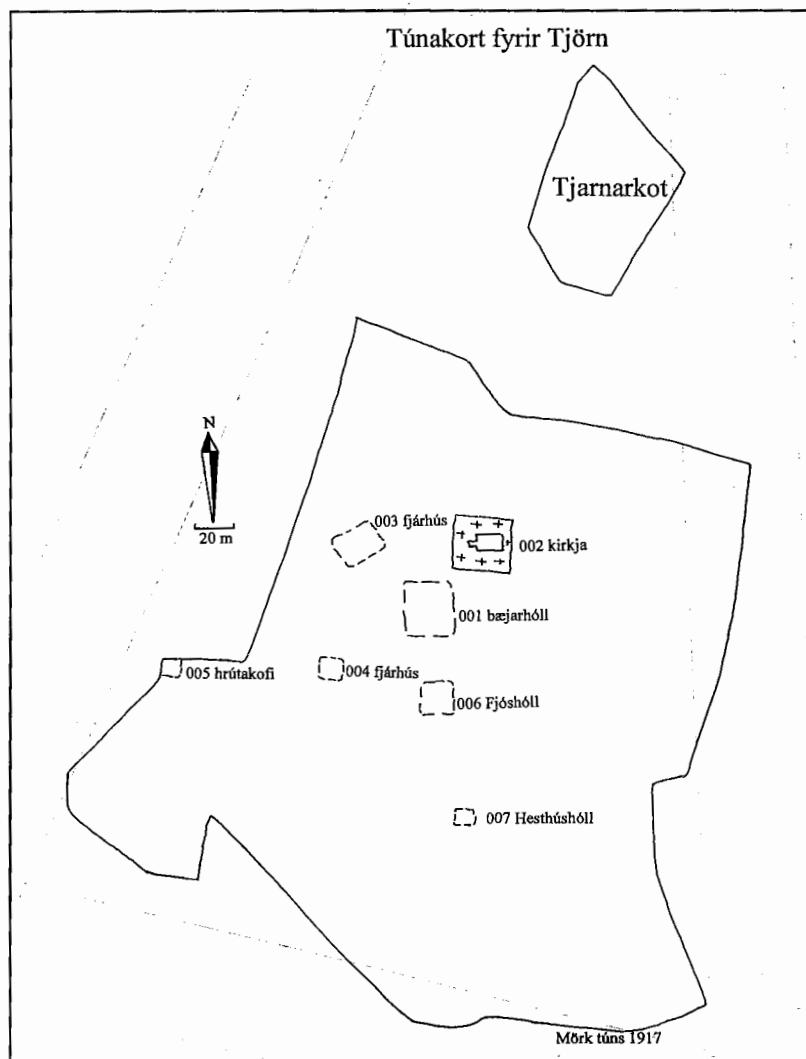 Túnakort fyrir Tjörn
Tjarnarkot
N
20 m
003 fjárhús
002 kirkja
001 bæjarhóll
005 hrútakofi
004 fjárhús
006 Fjóshóll
007 Hesthúshóll
Mörk túns 1917